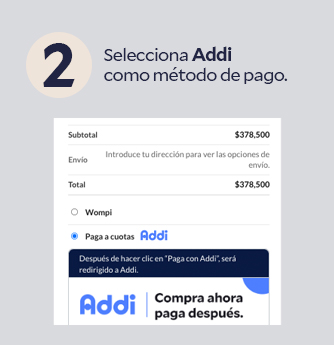 2
Selecciona Addi
como método de pago.
Subtotal $378,500
Envío Introduce tu dirección para ver las opciones de
envío.
Total $378,500
Wompi
Paga a cuotas Addi
Después de hacer clic en "Paga con Addi", será
redirigido a Addi.
Addi Compra ahora
paga después.